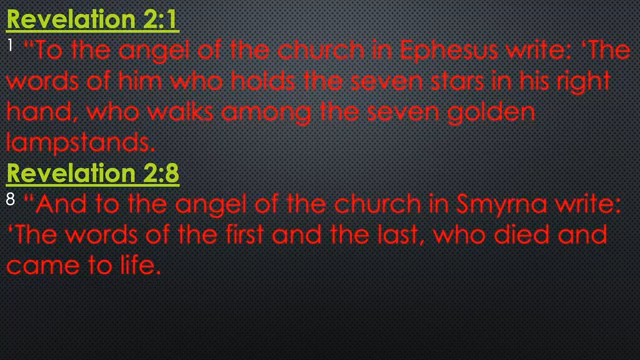 Revelation 2:1
1 “To the angel of the church in Ephesus write: ‘The
words of him who holds the seven stars in his right
hand, who walks among the seven golden
lampstands.
Revelation 2:8
8 “And to the angel of the church in Smyrna write:
‘The words of the first and the last, who died and
came to life.